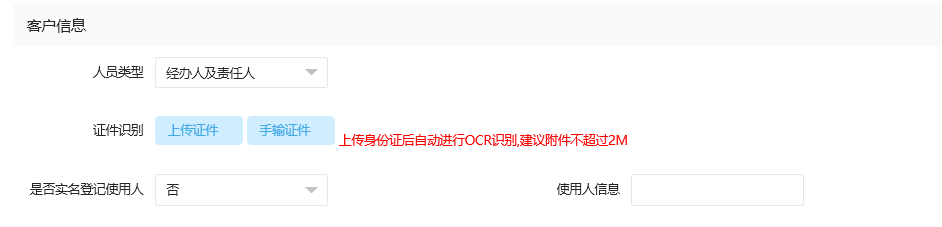 客户信息
人员类型 经办人及责任人
证件识别 上传证件 手输证件 上传身份证后自动进行OCR识别,建议附件不超过2M
是否实名登记使用人 否 使用人信息